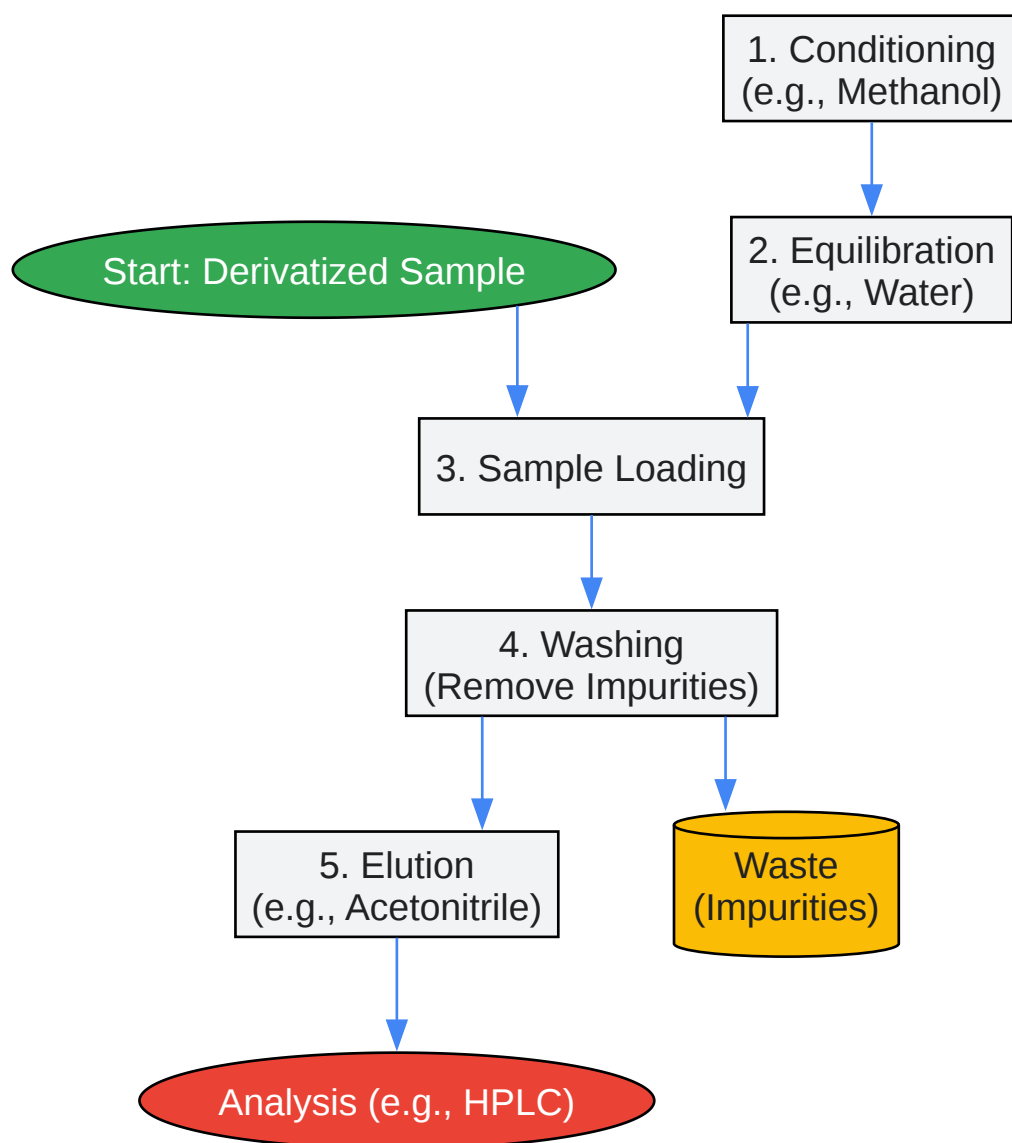 1. Conditioning
(e.g., Methanol)
Start: Derivatized Sample
2. Equilibration
(e.g., Water)
3. Sample Loading
4. Washing
(Remove Impurities)
5. Elution
(e.g., Acetonitrile)
Waste
(Impurities)
Analysis (e.g., HPLC)